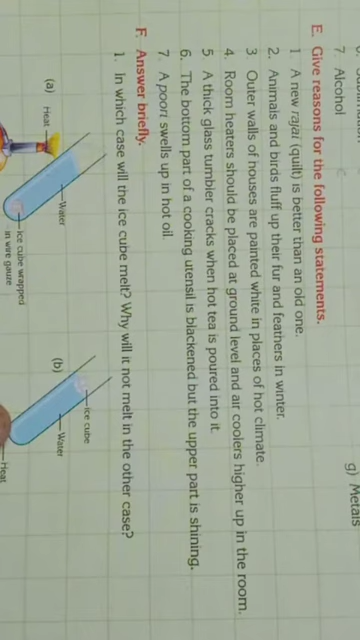 7 Alcohol
g) Metals
E. Give reasons for the following statements.
1 A new rajai (quilt) is better than an old one.
2. Animals and birds fluff up their fur and feathers in winter.
3. Outer walls of houses are painted white in places of hot climate.
4. Room heaters should be placed at ground level and air coolers higher up in the room.
5 A thick glass tumbler cracks when hot tea is poured into it.
6. The bottom part of a cooking utensil is blackened but the upper part is shining.
7. A poori swells up in hot oil.
F. Answer briefly.
1. In which case will the ice cube melt? Why will it not melt in the other case?
(a)
Heat
Water
Ice cube wrapped
in wire gauze
(b)
Ice cube
Water
Heat